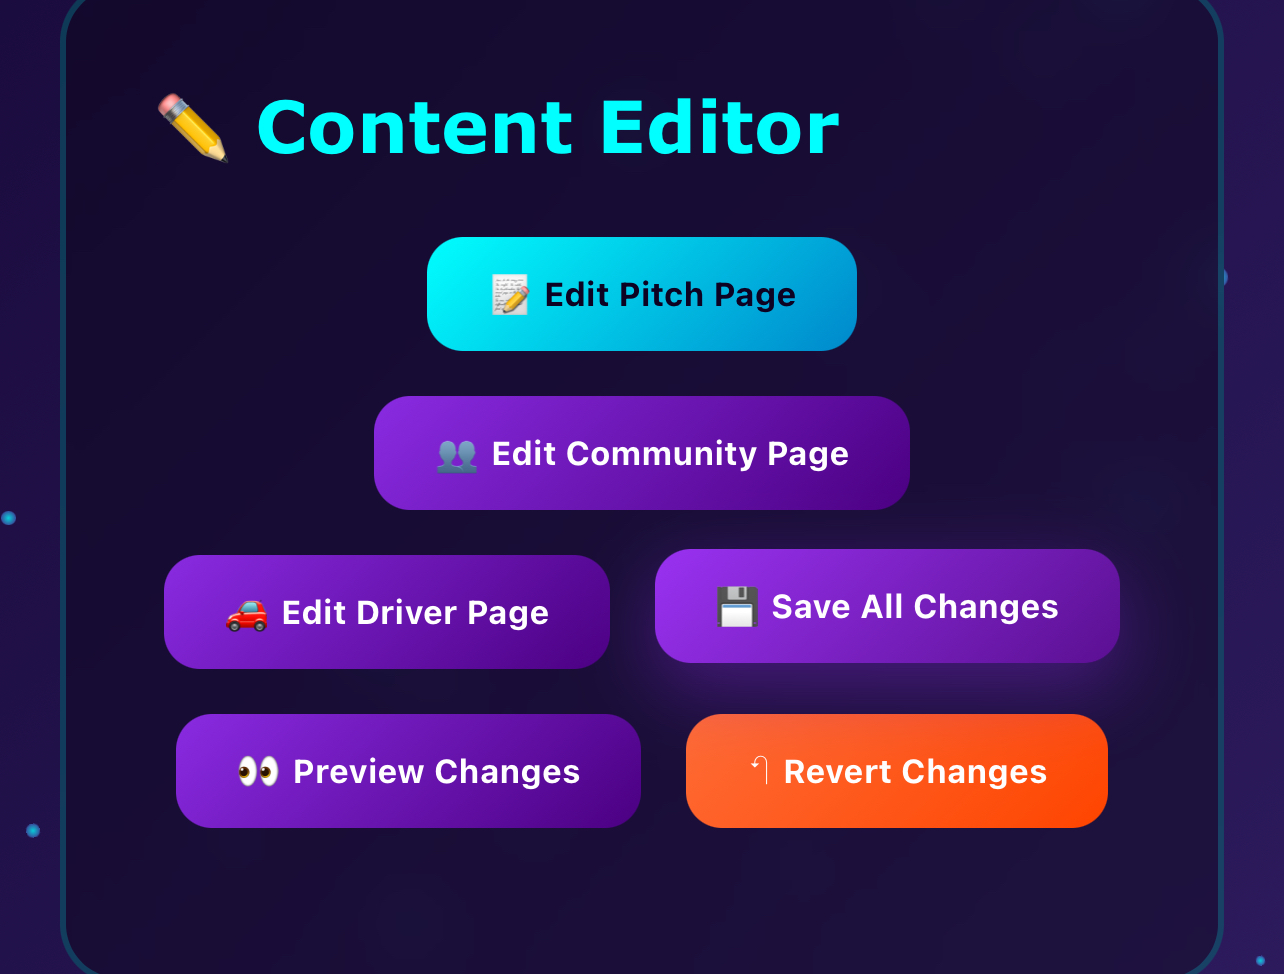 ✏️ Content Editor
📝 Edit Pitch Page
👥 Edit Community Page
🚗 Edit Driver Page
💾 Save All Changes
👀 Preview Changes
Revert Changes